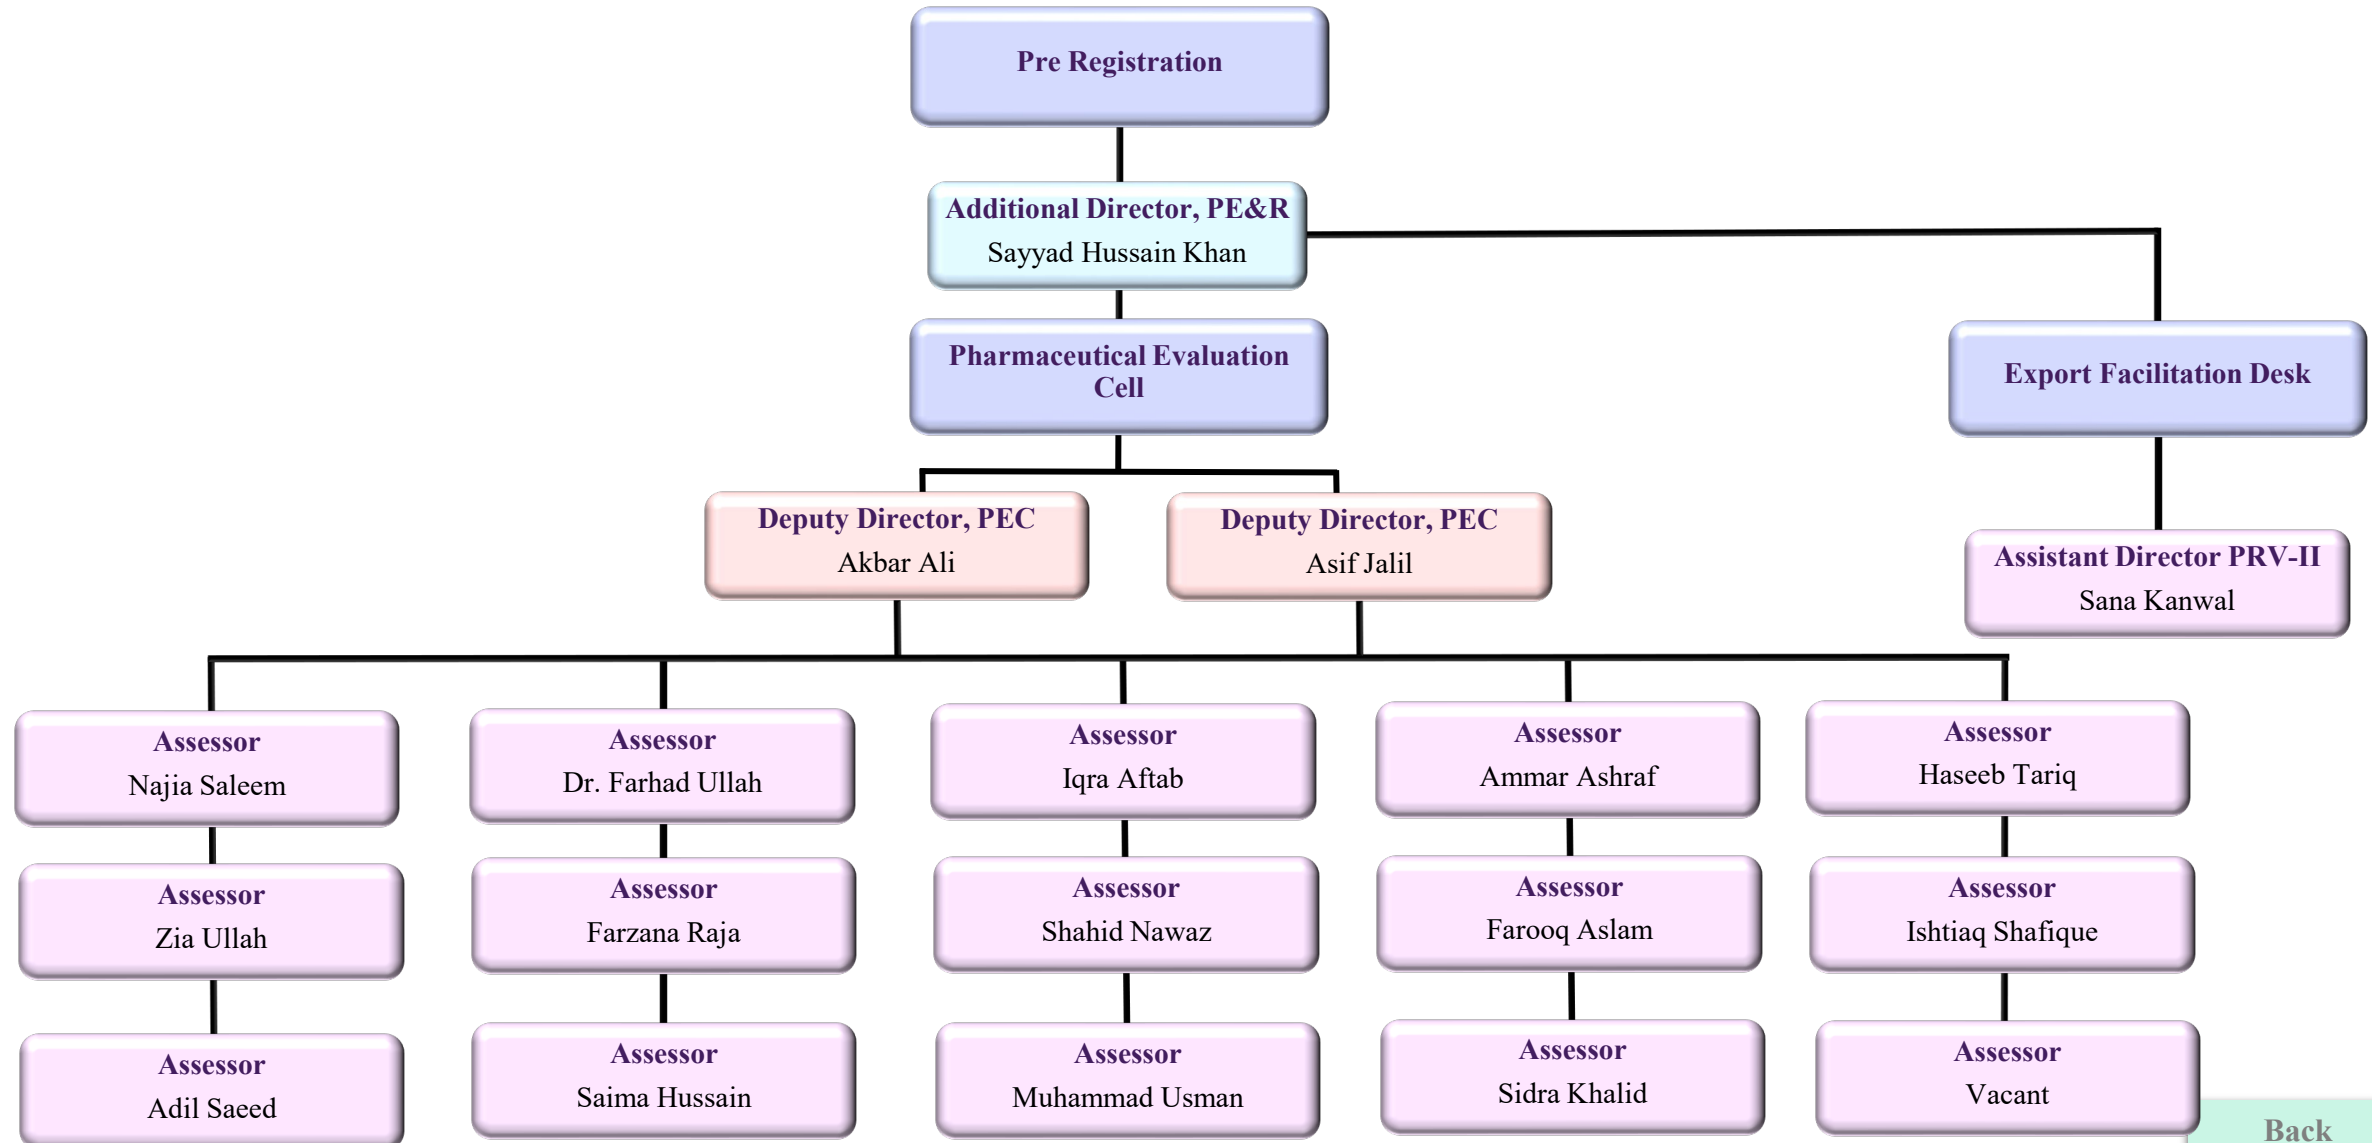 Pre Registration
Additional Director, PE&R
Sayyad Hussain Khan
Pharmaceutical Evaluation
Cell
Export Facilitation Desk
Deputy Director, PEC
Akbar Ali
Deputy Director, PEC
Asif Jalil
Assistant Director PRV-II
Sana Kanwal
Assessor
Najia Saleem
Assessor
Dr. Farhad Ullah
Assessor
Iqra Aftab
Assessor
Ammar Ashraf
Assessor
Haseeb Tariq
Assessor
Zia Ullah
Assessor
Farzana Raja
Assessor
Shahid Nawaz
Assessor
Farooq Aslam
Assessor
Ishtiaq Shafique
Assessor
Adil Saeed
Assessor
Saima Hussain
Assessor
Muhammad Usman
Assessor
Sidra Khalid
Assessor
Vacant
Back